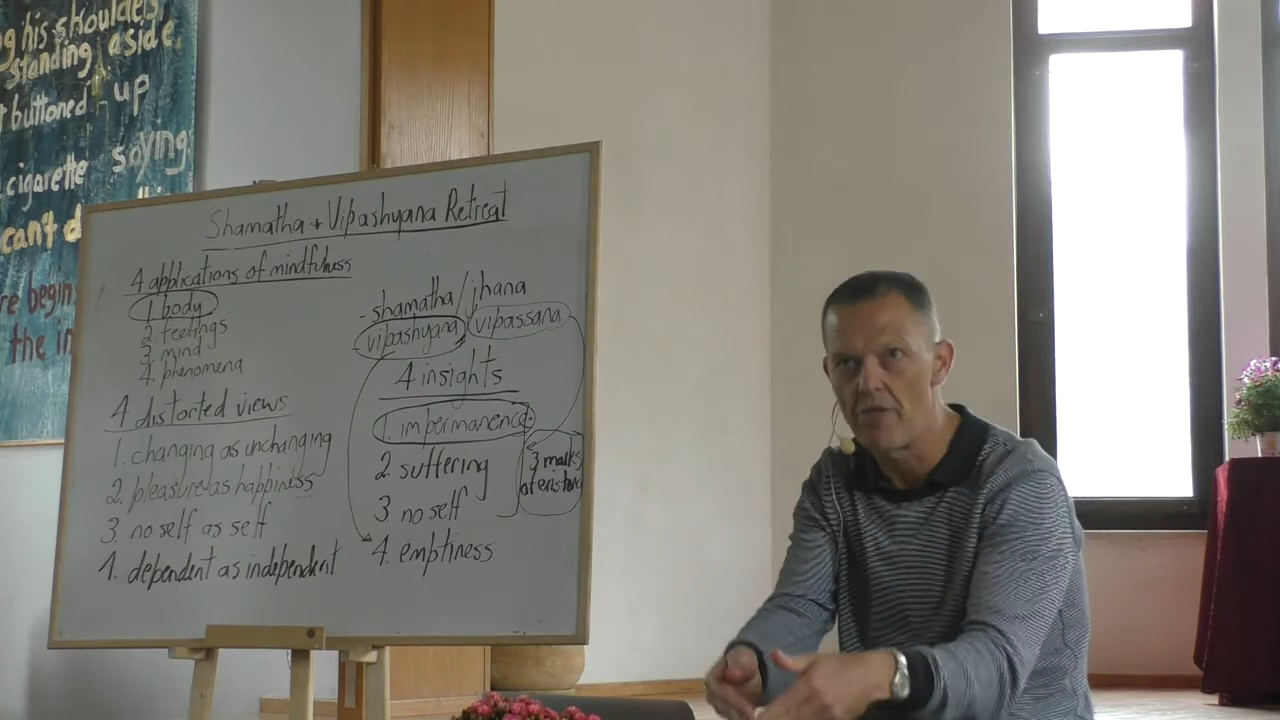 g his shoulders,
standing aside,
t buttoned up
cigarette saying
can't d
re begins
the in
Shamatha + Vipashyana Retreat
4 applications of mindfulness
1. body
2. feelings
3. mind
4. phenomena
4 distorted views
1. changing as unchanging
2. pleasure as happiness
3. no self as self
4. dependent as independent
- shamatha/jhana
vipashyana vipassana
4 insights
1. impermanence
2. suffering
3 no self
4. emptiness
3 marks
of existence